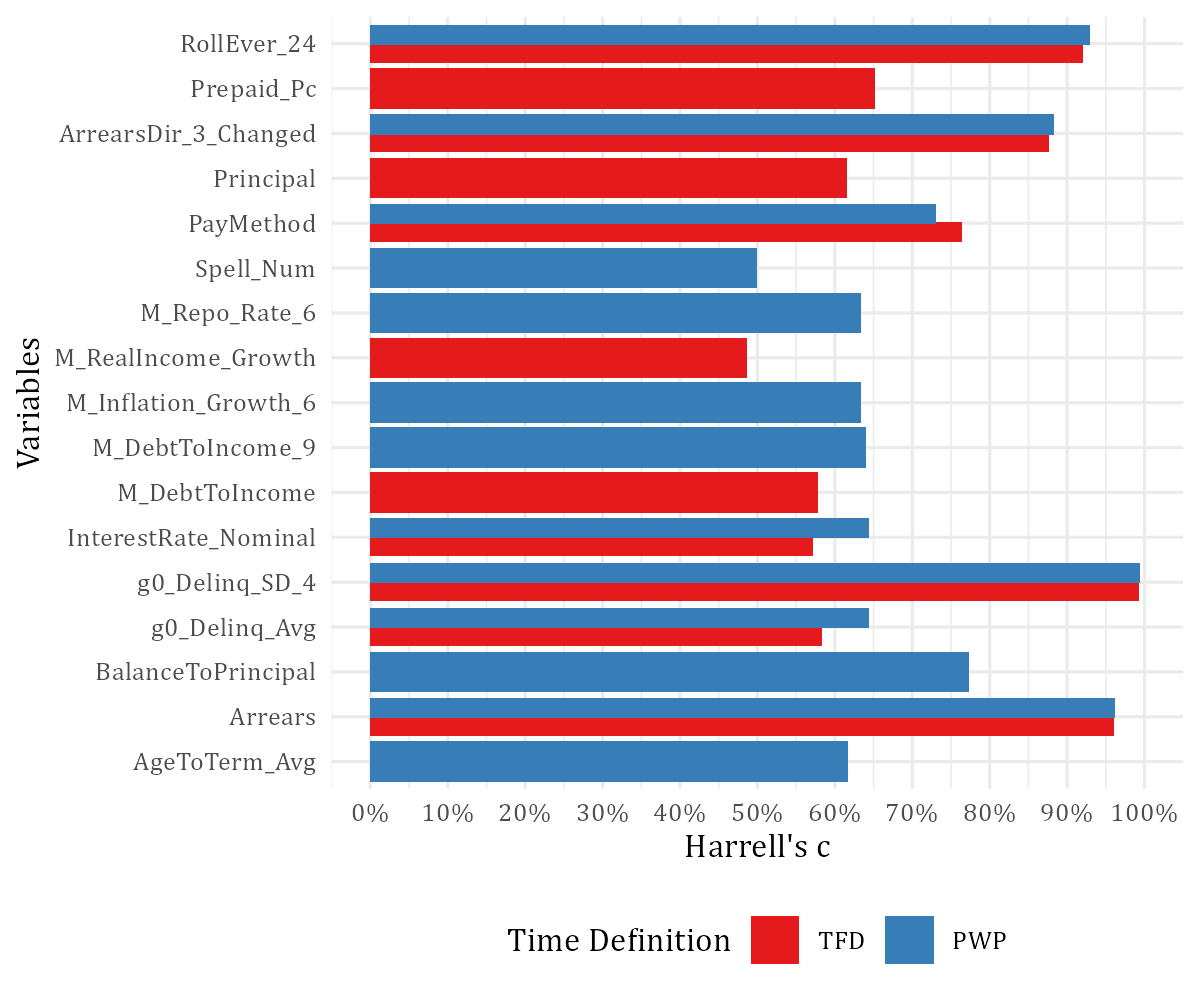 RollEver_24
Prepaid_Pc
ArrearsDir_3_Changed
Principal
PayMethod
Spell_Num
M_Repo_Rate_6
M_RealIncome_Growth
M_Inflation_Growth_6
M_DebtToIncome_9
M_DebtToIncome
InterestRate_Nominal
g0_Delinq_SD_4
g0_Delinq_Avg
BalanceToPrincipal
Arrears
AgeToTerm_Avg
Variables
0% 10% 20% 30% 40% 50% 60% 70% 80% 90% 100%
Harrell's c
Time Definition TFD PWP